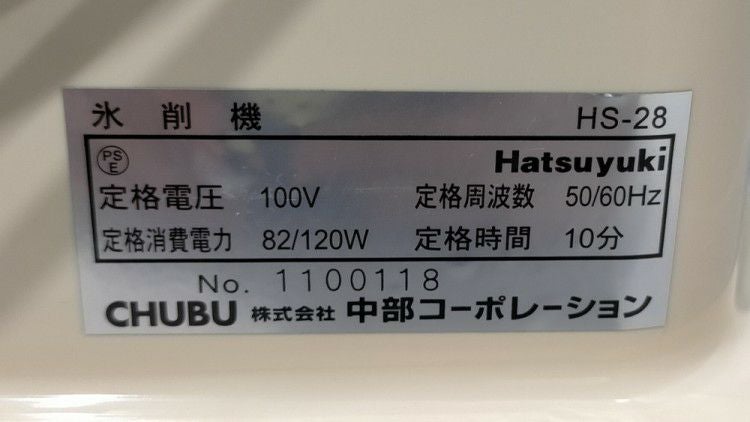 氷削機 HS-28
PS
E
Hatsuyuki
定格電圧 100V 定格周波数 50/60Hz
定格消費電力 82/120W 定格時間 10分
No. 1100118
CHUBU 株式会社 中部コーポレーション